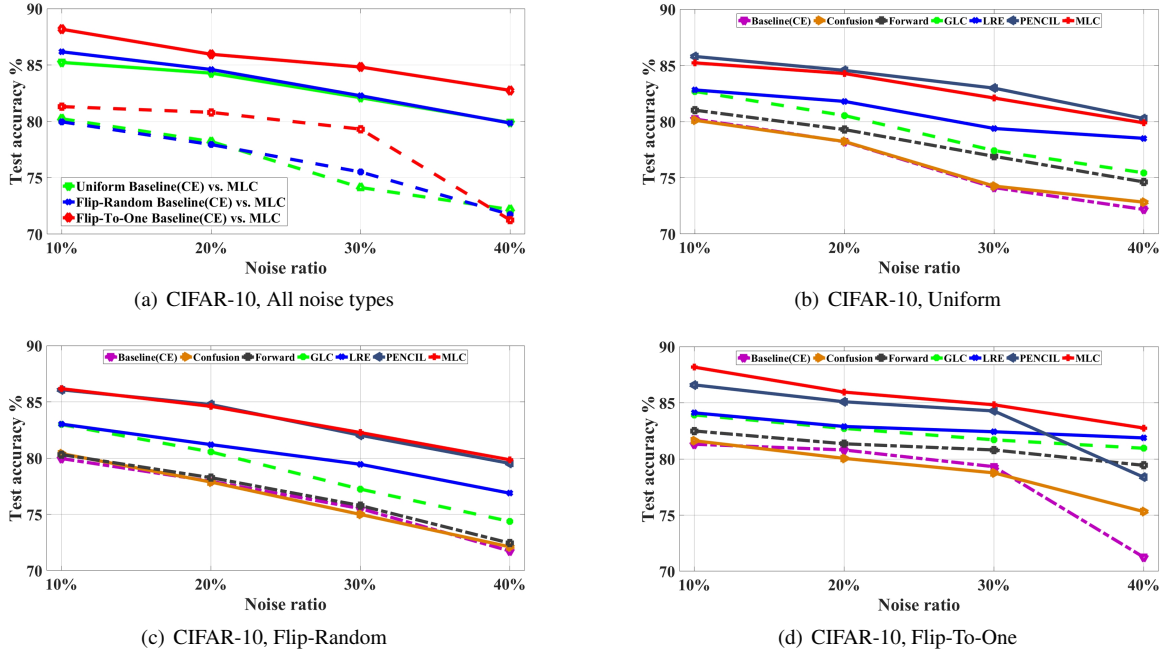 90
85
80
75
70
Test accuracy %
Uniform Baseline(CE) vs. MLC
Flip-Random Baseline(CE) vs. MLC
Flip-To-One Baseline(CE) vs. MLC
10% 20% 30% 40%
Noise ratio
(a) CIFAR-10, All noise types
90
85
80
75
70
Test accuracy %
Baseline(CE) Confusion Forward GLC LRE PENCIL MLC
10% 20% 30% 40%
Noise ratio
(b) CIFAR-10, Uniform
90
85
80
75
70
Test accuracy %
Baseline(CE) Confusion Forward GLC LRE PENCIL MLC
10% 20% 30% 40%
Noise ratio
(c) CIFAR-10, Flip-Random
90
85
80
75
70
Test accuracy %
Baseline(CE) Confusion Forward GLC LRE PENCIL MLC
10% 20% 30% 40%
Noise ratio
(d) CIFAR-10, Flip-To-One